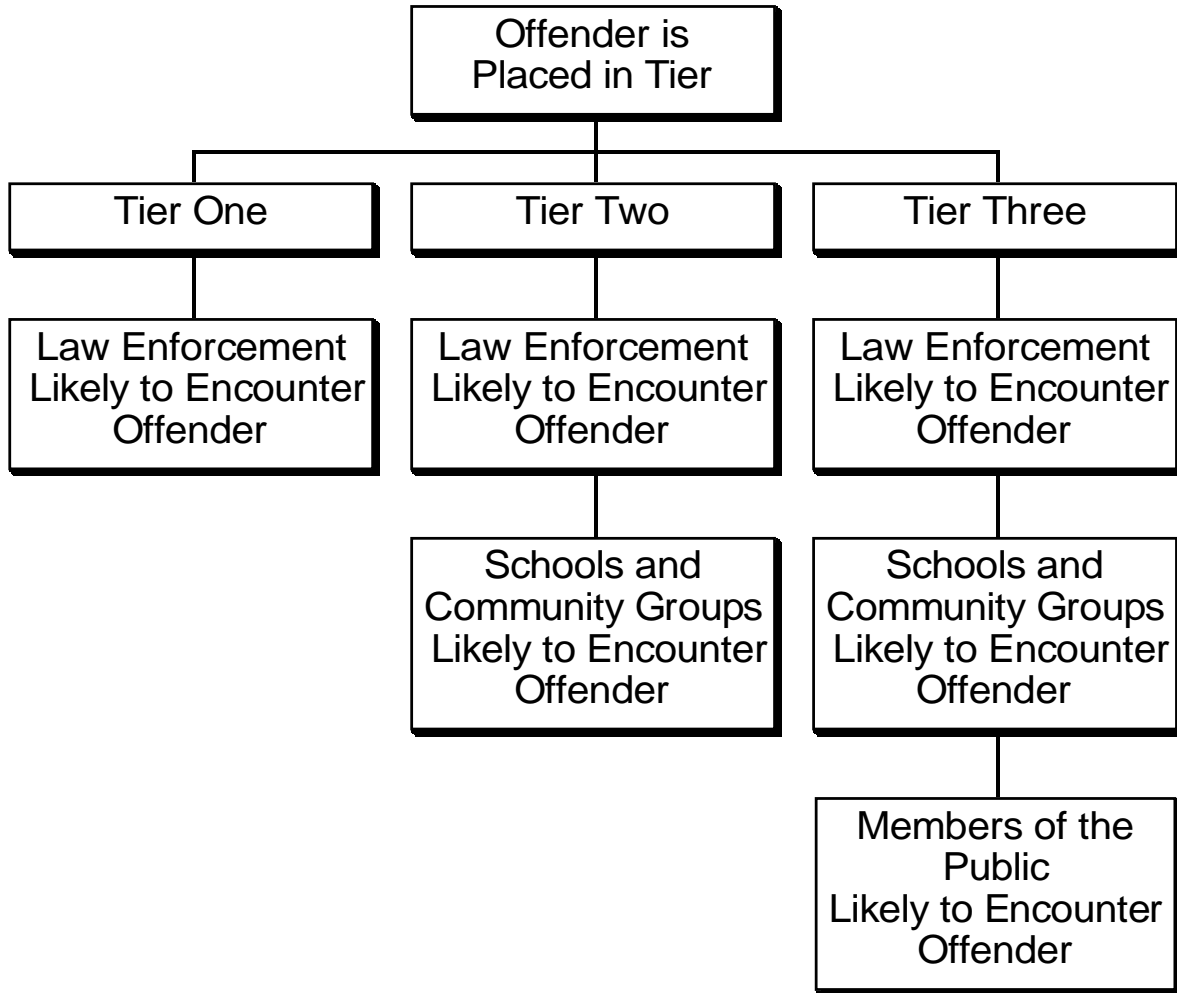 Offender is
Placed in Tier
Tier One
Tier Two
Tier Three
Law Enforcement
Likely to Encounter
Offender
Law Enforcement
Likely to Encounter
Offender
Law Enforcement
Likely to Encounter
Offender
Schools and
Community Groups
Likely to Encounter
Offender
Schools and
Community Groups
Likely to Encounter
Offender
Members of the
Public
Likely to Encounter
Offender